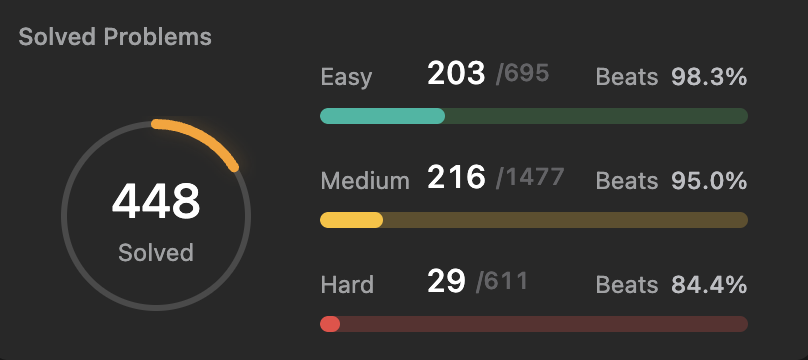 Solved Problems
448
Solved
Easy 203 /695 Beats 98.3%
Medium 216 /1477 Beats 95.0%
Hard 29 /611 Beats 84.4%